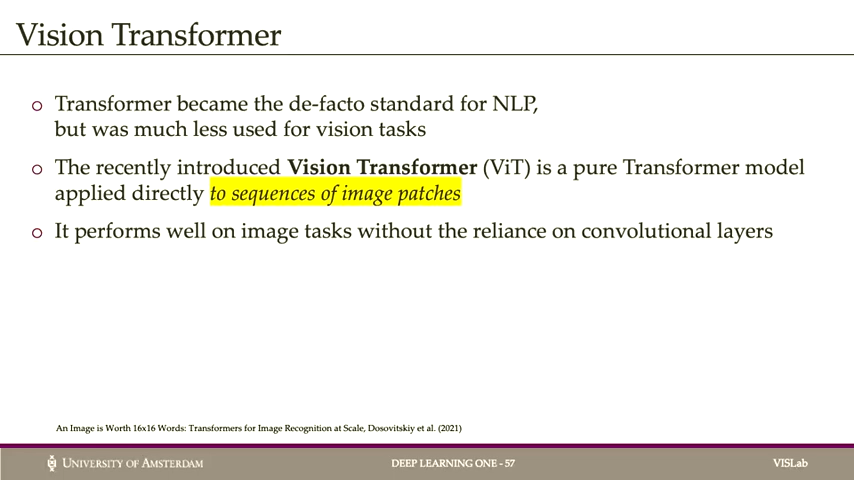 Vision Transformer
Transformer became the de-facto standard for NLP,
but was much less used for vision tasks
The recently introduced Vision Transformer (ViT) is a pure Transformer model
applied directly to sequences of image patches
It performs well on image tasks without the reliance on convolutional layers
An Image is Worth 16x16 Words: Transformers for Image Recognition at Scale, Dosovitskiy et al. (2021)
UNIVERSITY OF AMSTERDAM
DEEP LEARNING ONE - 57
VISLab